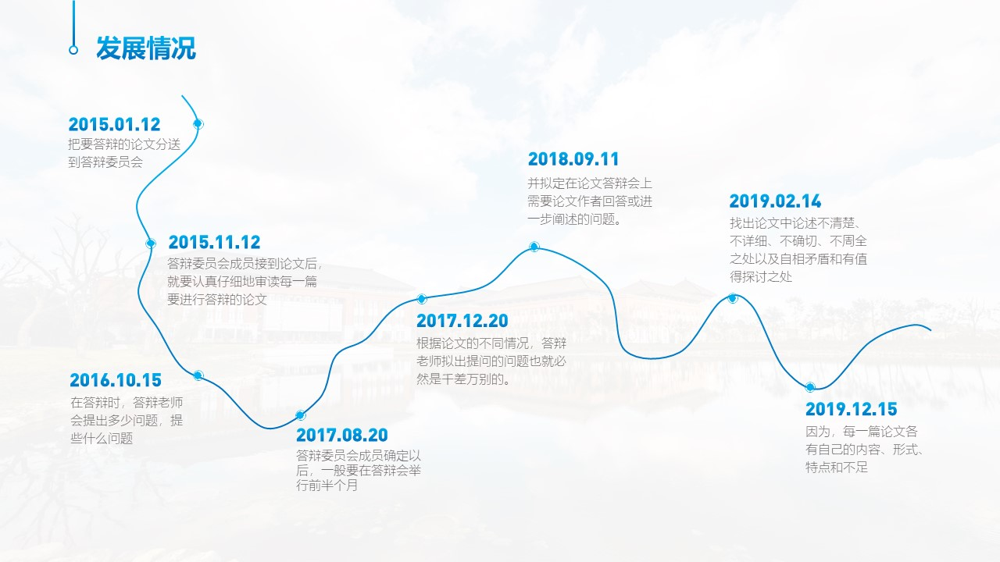 发展情况
2015.01.12
把要答辩的论文分送
到答辩委员会
2015.11.12
答辩委员会成员接到论文后，
就要认真仔细地审读每一篇
要进行答辩的论文
2016.10.15
在答辩时，答辩老师
会提出多少问题，提
些什么问题
2017.08.20
答辩委员会成员确定以
后，一般要在答辩会举
行前半个月
2017.12.20
根据论文的不同情况，答辩
老师拟出提问的问题也就必
然是千差万别的。
2018.09.11
并拟定在论文答辩会上
需要论文作者回答或进
一步阐述的问题。
2019.02.14
找出论文中论述不清楚、
不详细、不确切、不周全
之处以及自相矛盾和有值
得探讨之处
2019.12.15
因为，每一篇论文各
有自己的内容、形式、
特点和不足